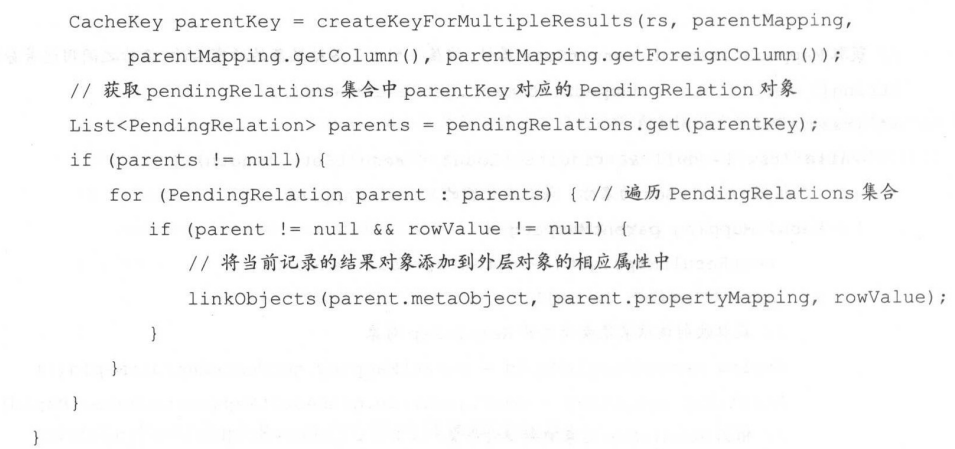 CacheKey parentKey = createKeyForMultipleResults(rs, parentMapping,
parentMapping.getColumn(), parentMapping.getForeignColumn());
// 获取 pendingRelations 集合中 parentKey 对应的 PendingRelation 对象
List<PendingRelation> parents = pendingRelations.get(parentKey);
if (parents != null) {
for (PendingRelation parent : parents) { // 遍历 PendingRelations 集合
if (parent != null && rowValue != null) {
// 将当前记录的结果对象添加到外层对象的相应属性中
linkObjects(parent.metaObject, parent.propertyMapping, rowValue);
}
}
}
}